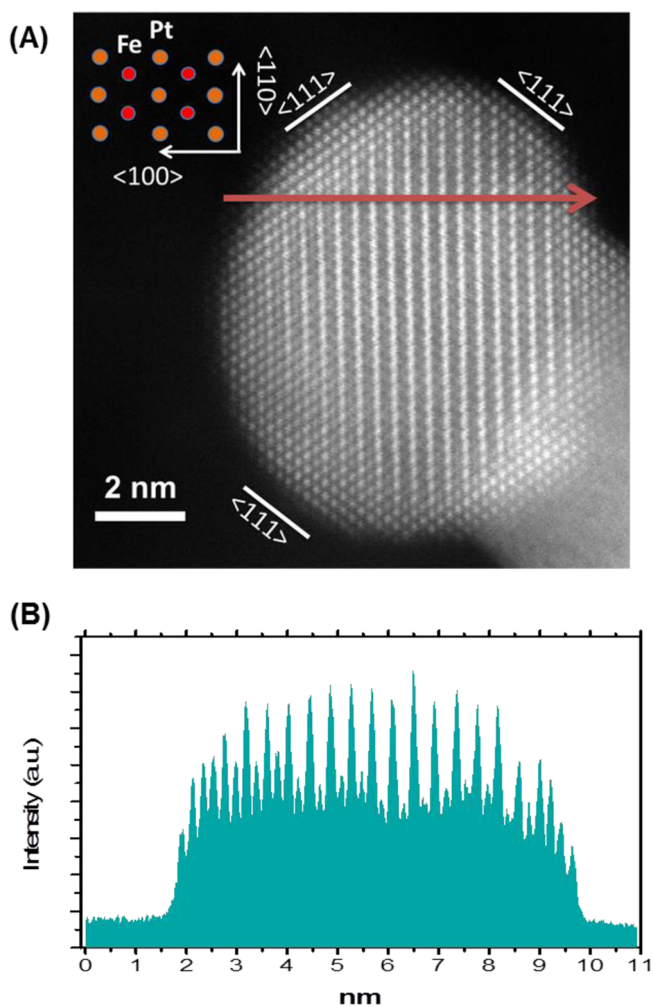 (A)
Fe Pt
<110>
<100>
<111>
<111>
2 nm
<111>
(B)
Intensity (a.u.)
0 1 2 3 4 5 6 7 8 9 10 11
nm